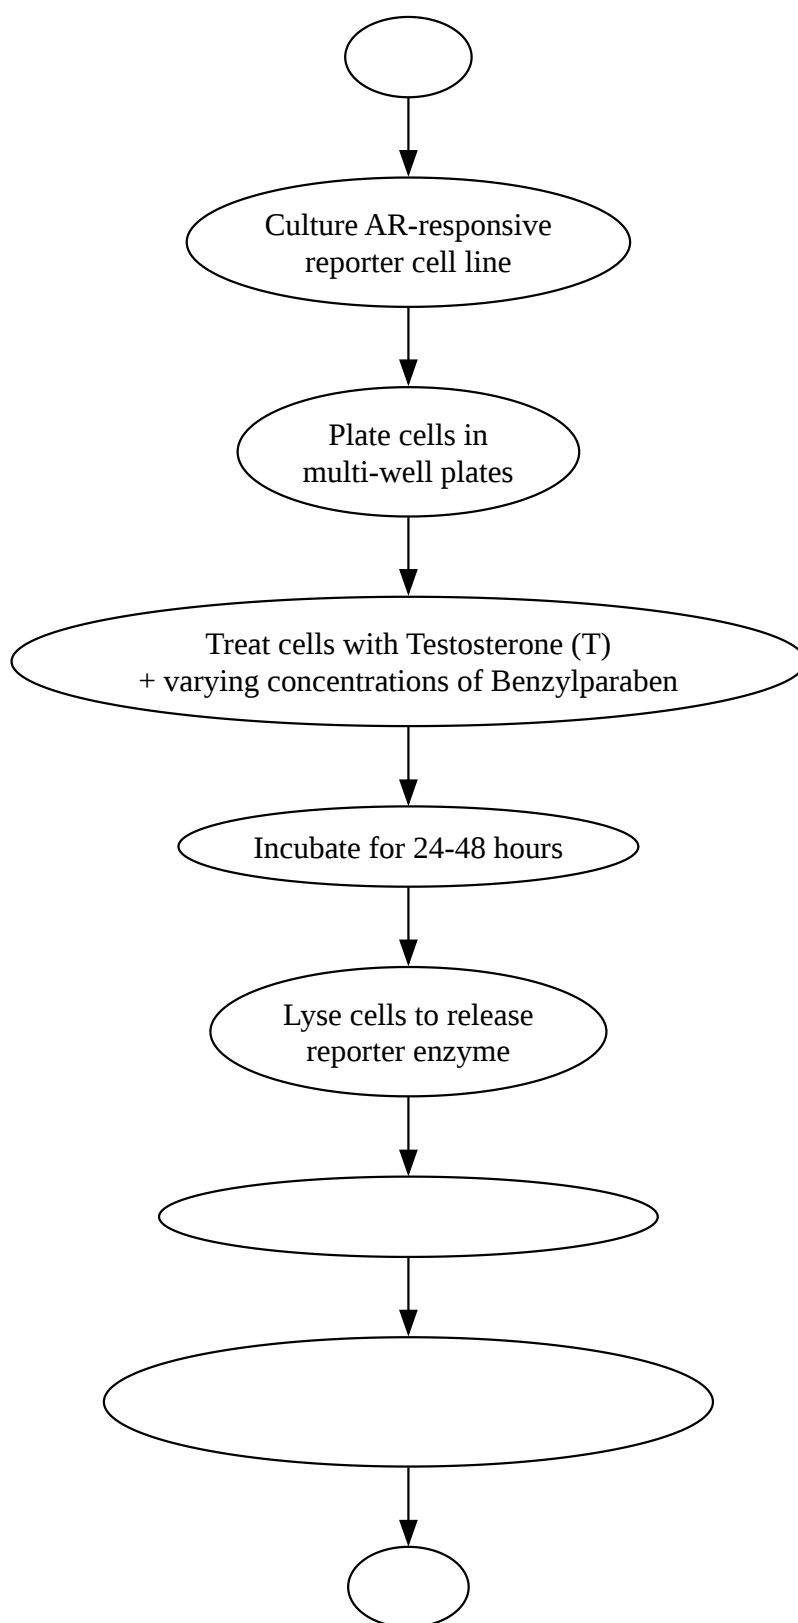 Culture AR-responsive
reporter cell line
Plate cells in
multi-well plates
Treat cells with Testosterone (T)
+ varying concentrations of Benzylparaben
Incubate for 24-48 hours
Lyse cells to release
reporter enzyme